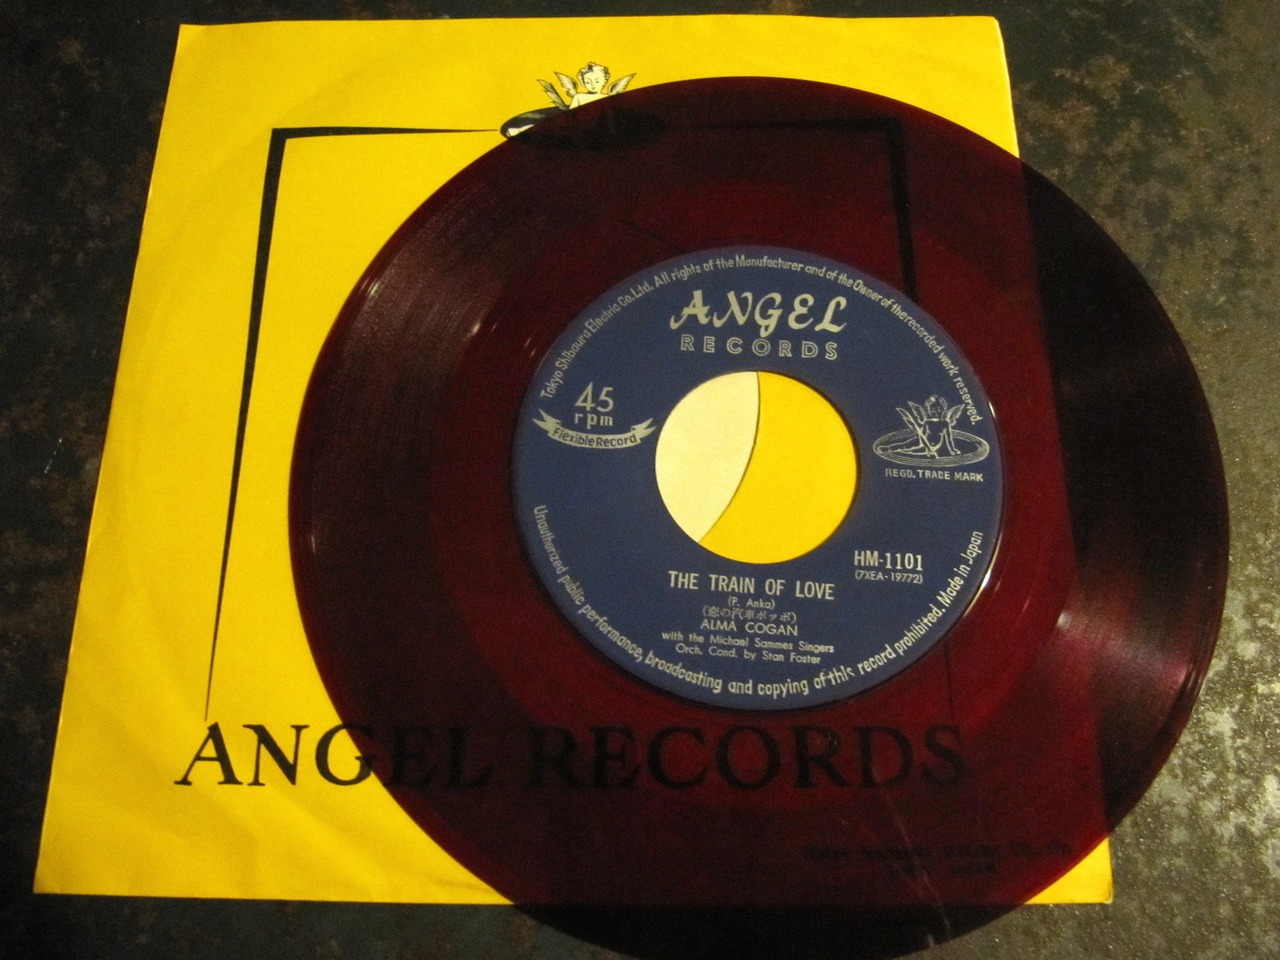 Tokyo Shibaura Electric Co.Ltd. All rights of the Manufacturer and of the Owner of the recorded work reserved.
ANGEL
RECORDS
45
rpm
Flexible Record
REGD. TRADE MARK
HM-1101
(7XEA-19772)
THE TRAIN OF LOVE
(P. Anka)
(恋の汽車ポッポ)
ALMA COGAN
with the Michael Sammes Singers
Orch. Cond. by Stan Foster
Unauthorized public performance, broadcasting and copying of this record prohibited. Made in Japan
ANGEL RECORDS